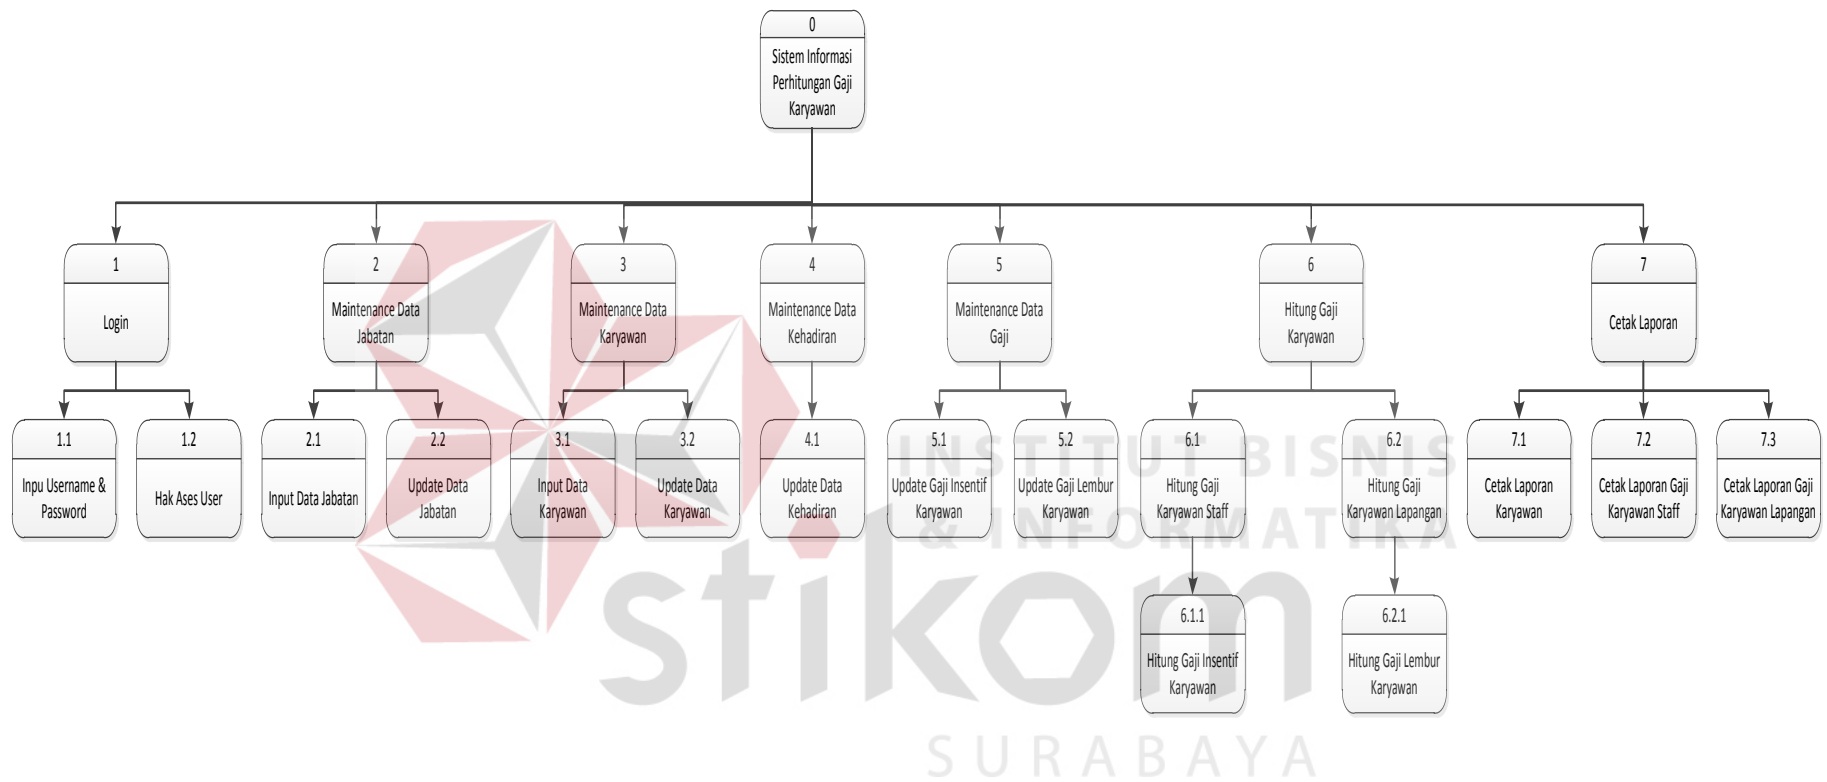 0
Sistem Informasi
Perhitungan Gaji
Karyawan
1
Login
2
Maintenance Data
Jabatan
3
Maintenance Data
Karyawan
4
Maintenance Data
Kehadiran
5
Maintenance Data
Gaji
6
Hitung Gaji
Karyawan
7
Cetak Laporan
1.1
Inpu Username &
Password
1.2
Hak Ases User
2.1
Input Data Jabatan
2.2
Update Data
Jabatan
3.1
Input Data
Karyawan
3.2
Update Data
Karyawan
4.1
Update Data
Kehadiran
5.1
Update Gaji Insentif
Karyawan
5.2
Update Gaji Lembur
Karyawan
6.1
Hitung Gaji
Karyawan Staff
6.2
Hitung Gaji
Karyawan Lapangan
7.1
Cetak Laporan
Karyawan
7.2
Cetak Laporan Gaji
Karyawan Staff
7.3
Cetak Laporan Gaji
Karyawan Lapangan
6.1.1
Hitung Gaji Insentif
Karyawan
6.2.1
Hitung Gaji Lembur
Karyawan
INSTITUT BISNIS
& INFORMATIKA
stikom
SURABAYA